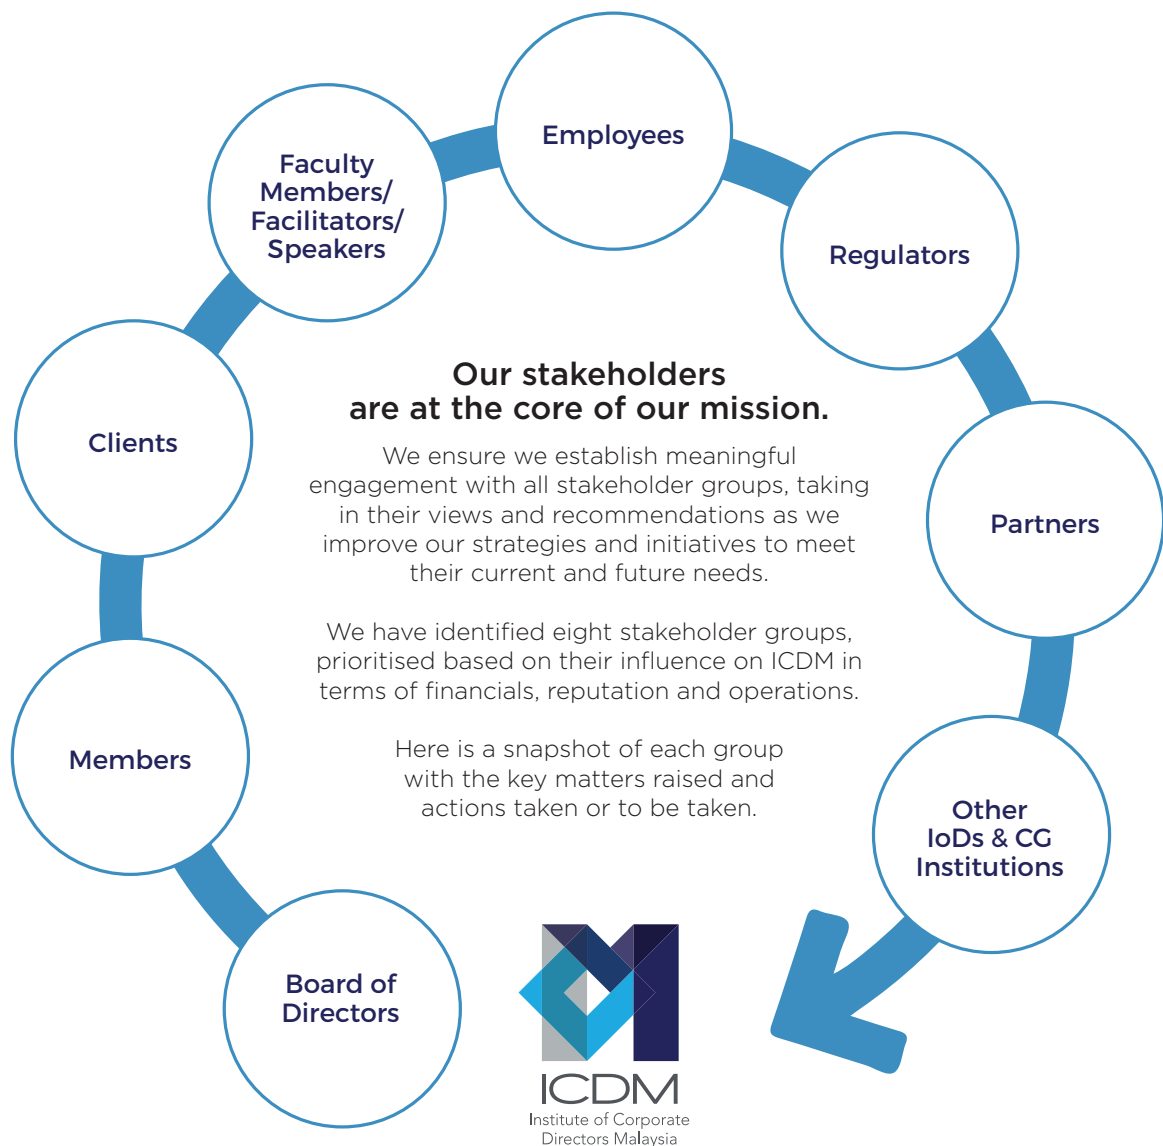 Employees
Faculty
Members/
Facilitators/
Speakers
Regulators
Clients
Partners
Members
Other
IoDs & CG
Institutions
Board of
Directors
Our stakeholders
are at the core of our mission.
We ensure we establish meaningful
engagement with all stakeholder groups, taking
in their views and recommendations as we
improve our strategies and initiatives to meet
their current and future needs.
We have identified eight stakeholder groups,
prioritised based on their influence on ICDM in
terms of financials, reputation and operations.
Here is a snapshot of each group
with the key matters raised and
actions taken or to be taken.
ICDM
Institute of Corporate
Directors Malaysia